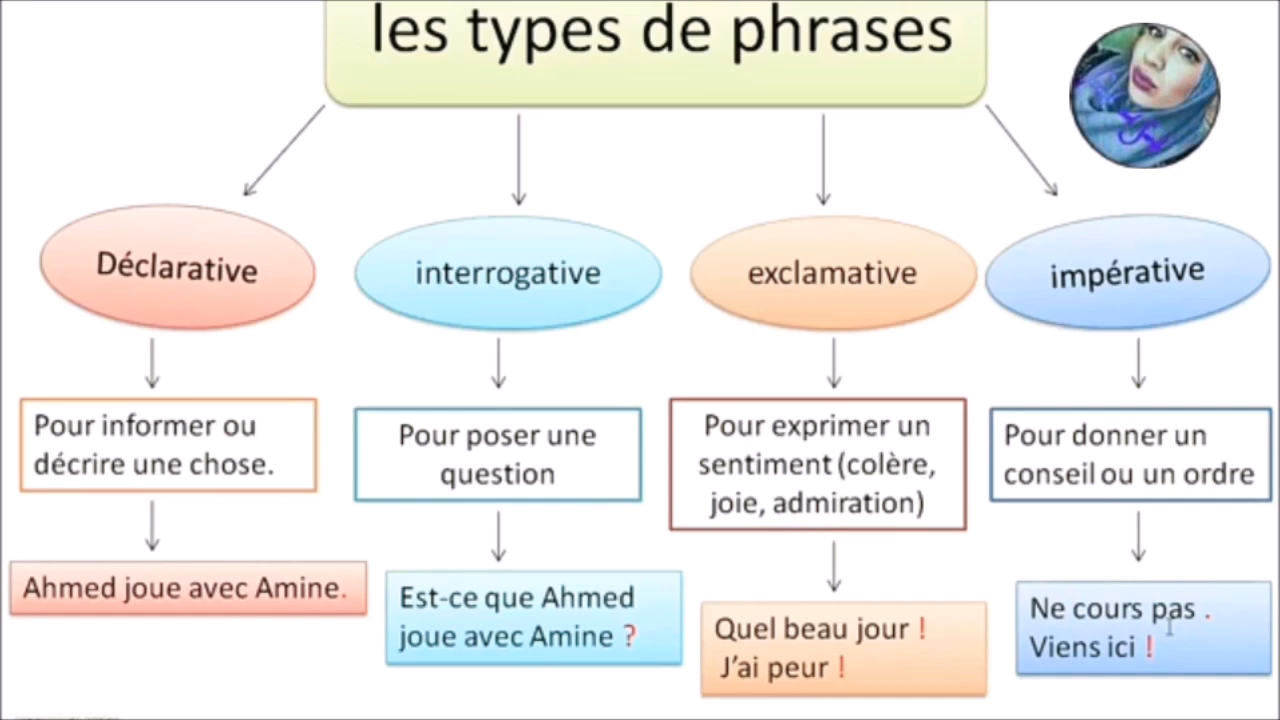 les types de phrases
Déclarative
interrogative
exclamative
impérative
Pour informer ou
décrire une chose.
Pour poser une
question
Pour exprimer un
sentiment (colère,
joie, admiration)
Pour donner un
conseil ou un ordre
Ahmed joue avec Amine.
Est-ce que Ahmed
joue avec Amine ?
Quel beau jour !
J’ai peur !
Ne cours pas .
Viens ici !